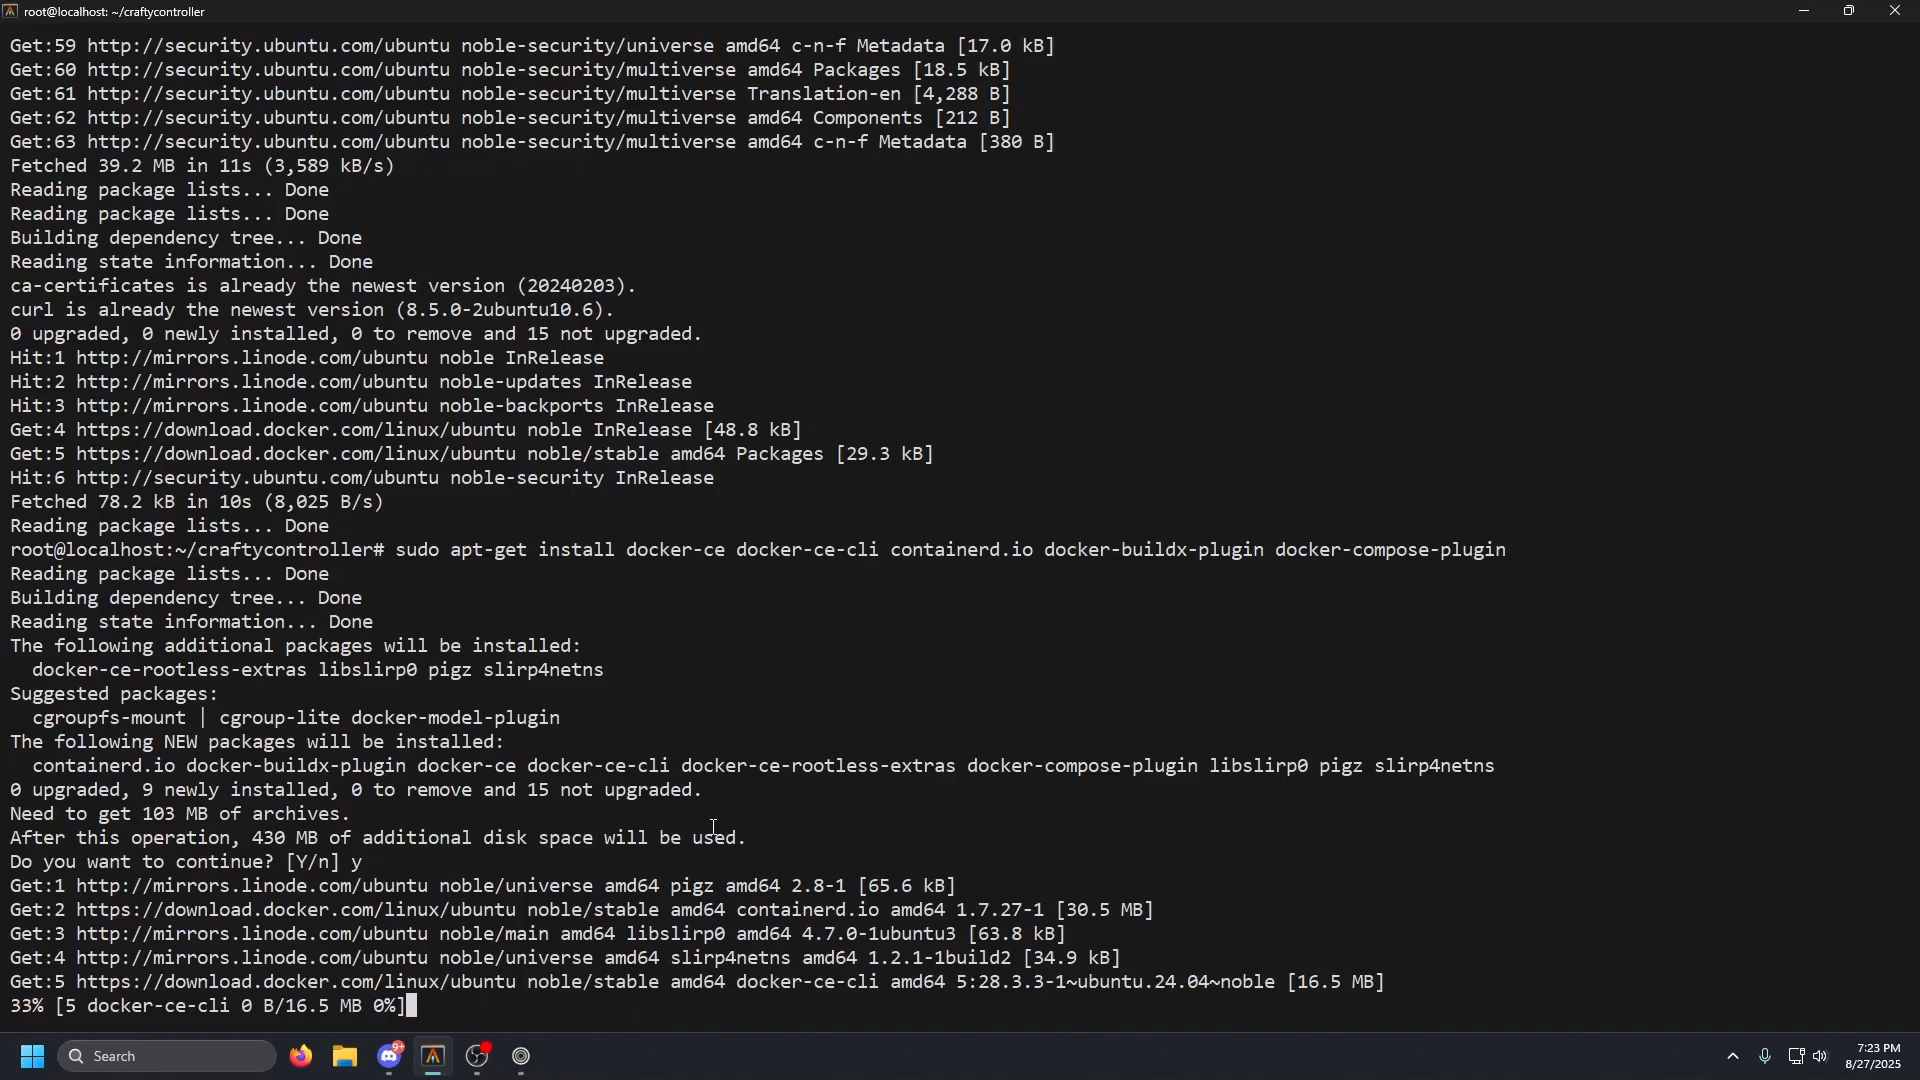 root@localhost: ~/craftycontroller
Get:59 http://security.ubuntu.com/ubuntu noble-security/universe amd64 c-n-f Metadata [17.0 kB]
Get:60 http://security.ubuntu.com/ubuntu noble-security/multiverse amd64 Packages [18.5 kB]
Get:61 http://security.ubuntu.com/ubuntu noble-security/multiverse Translation-en [4,288 B]
Get:62 http://security.ubuntu.com/ubuntu noble-security/multiverse amd64 Components [212 B]
Get:63 http://security.ubuntu.com/ubuntu noble-security/multiverse amd64 c-n-f Metadata [380 B]
Fetched 39.2 MB in 11s (3,589 kB/s)
Reading package lists... Done
Reading package lists... Done
Building dependency tree... Done
Reading state information... Done
ca-certificates is already the newest version (20240203).
curl is already the newest version (8.5.0-2ubuntu10.6).
0 upgraded, 0 newly installed, 0 to remove and 15 not upgraded.
Hit:1 http://mirrors.linode.com/ubuntu noble InRelease
Hit:2 http://mirrors.linode.com/ubuntu noble-updates InRelease
Hit:3 http://mirrors.linode.com/ubuntu noble-backports InRelease
Get:4 https://download.docker.com/linux/ubuntu noble InRelease [48.8 kB]
Get:5 https://download.docker.com/linux/ubuntu noble/stable amd64 Packages [29.3 kB]
Hit:6 http://security.ubuntu.com/ubuntu noble-security InRelease
Fetched 78.2 kB in 10s (8,025 B/s)
Reading package lists... Done
root@localhost:~/craftycontroller# sudo apt-get install docker-ce docker-ce-cli containerd.io docker-buildx-plugin docker-compose-plugin
Reading package lists... Done
Building dependency tree... Done
Reading state information... Done
The following additional packages will be installed:
  docker-ce-rootless-extras libslirp0 pigz slirp4netns
Suggested packages:
  cgroupfs-mount | cgroup-lite docker-model-plugin
The following NEW packages will be installed:
  containerd.io docker-buildx-plugin docker-ce docker-ce-cli docker-ce-rootless-extras docker-compose-plugin libslirp0 pigz slirp4netns
0 upgraded, 9 newly installed, 0 to remove and 15 not upgraded.
Need to get 103 MB of archives.
After this operation, 430 MB of additional disk space will be used.
Do you want to continue? [Y/n] y
Get:1 http://mirrors.linode.com/ubuntu noble/universe amd64 pigz amd64 2.8-1 [65.6 kB]
Get:2 https://download.docker.com/linux/ubuntu noble/stable amd64 containerd.io amd64 1.7.27-1 [30.5 MB]
Get:3 http://mirrors.linode.com/ubuntu noble/main amd64 libslirp0 amd64 4.7.0-1ubuntu3 [63.8 kB]
Get:4 http://mirrors.linode.com/ubuntu noble/universe amd64 slirp4netns amd64 1.2.1-1build2 [34.9 kB]
Get:5 https://download.docker.com/linux/ubuntu noble/stable amd64 docker-ce-cli amd64 5:28.3.3-1~ubuntu.24.04~noble [16.5 MB]
33% [5 docker-ce-cli 0 B/16.5 MB 0%]
Search
9+
7:23 PM
8/27/2025